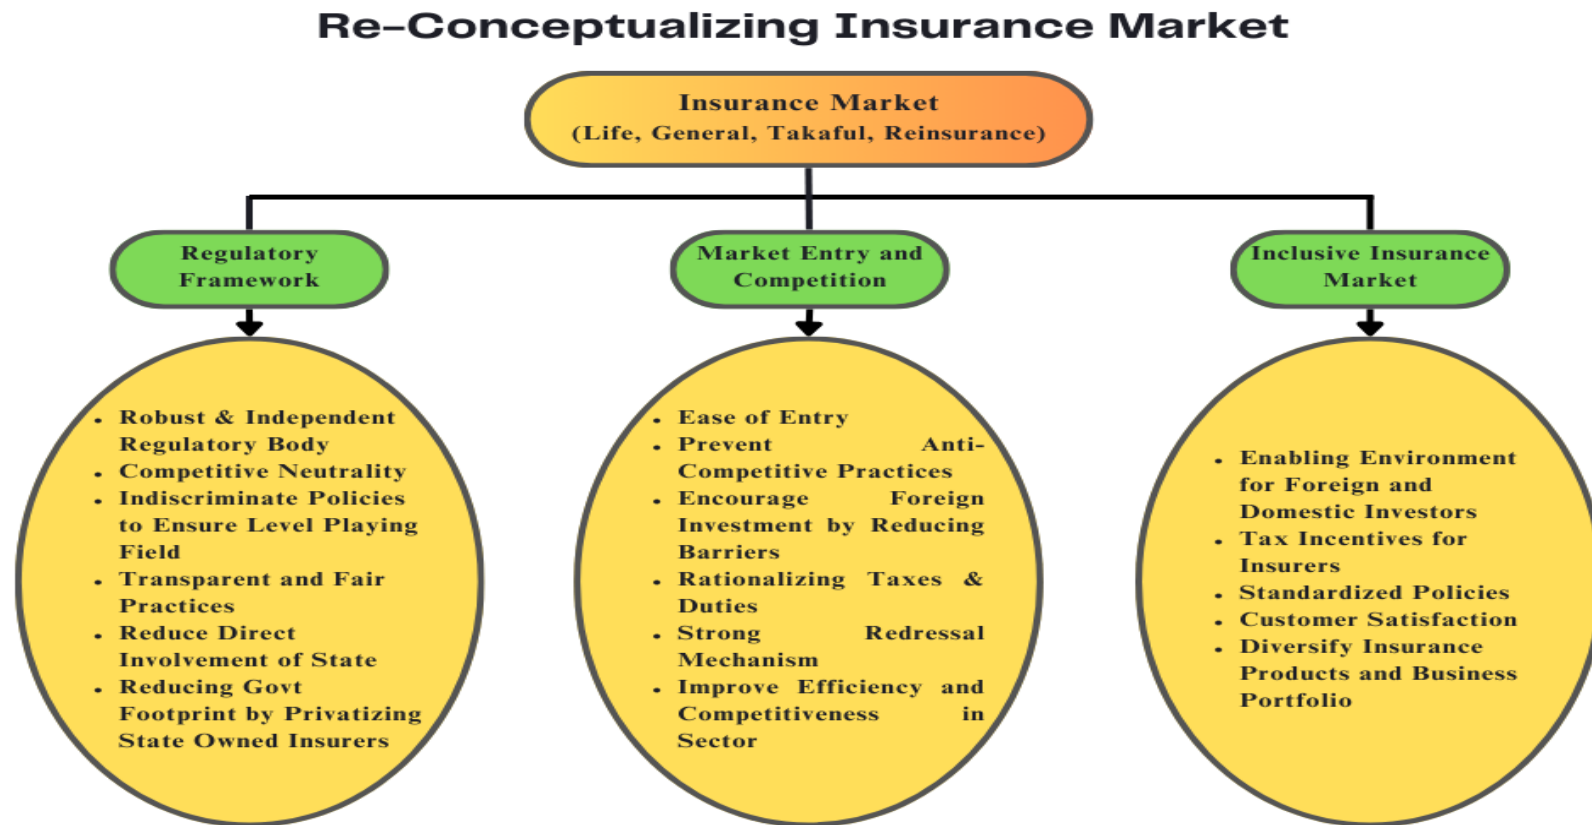 Re-Conceptualizing Insurance Market
Insurance Market
(Life, General, Takaful, Reinsurance)
Regulatory
Framework
• Robust & Independent
Regulatory Body
• Competitive Neutrality
• Indiscriminate Policies
to Ensure Level Playing
Field
• Transparent and Fair
Practices
• Reduce Direct
Involvement of State
• Reducing Govt
Footprint by Privatizing
State Owned Insurers
Market Entry and
Competition
• Ease of Entry
• Prevent Anti-
Competitive Practices
• Encourage Foreign
Investment by Reducing
Barriers
• Rationalizing Taxes &
Duties
• Strong Redressal
Mechanism
• Improve Efficiency and
Competitiveness in
Sector
Inclusive Insurance
Market
• Enabling Environment
for Foreign and
Domestic Investors
• Tax Incentives for
Insurers
• Standardized Policies
• Customer Satisfaction
• Diversify Insurance
Products and Business
Portfolio